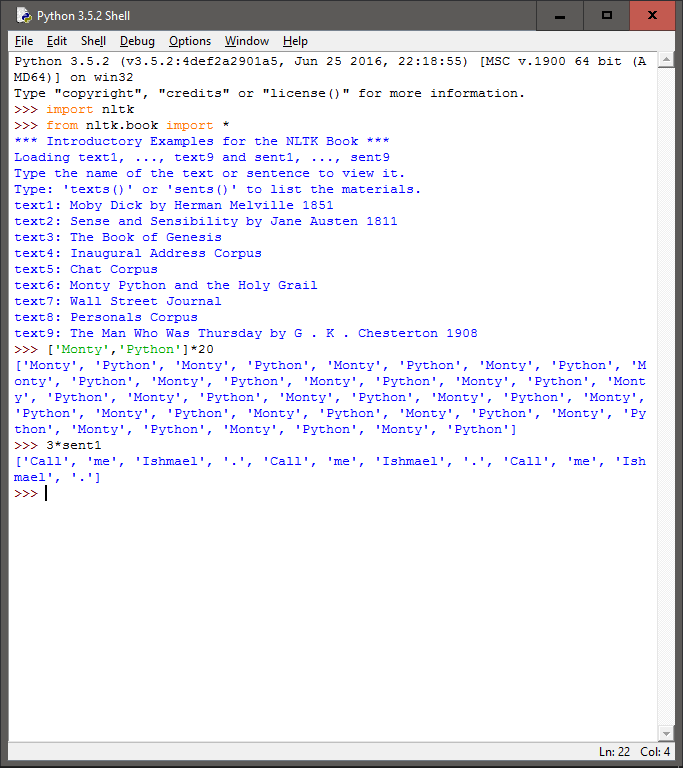 Python 3.5.2 Shell
File Edit Shell Debug Options Window Help
Python 3.5.2 (v3.5.2:4def2a2901a5, Jun 25 2016, 22:18:55) [MSC v.1900 64 bit (A
MD64)] on win32
Type "copyright", "credits" or "license()" for more information.
>>> import nltk
>>> from nltk.book import *
*** Introductory Examples for the NLTK Book ***
Loading text1, ..., text9 and sent1, ..., sent9
Type the name of the text or sentence to view it.
Type: 'texts()' or 'sents()' to list the materials.
text1: Moby Dick by Herman Melville 1851
text2: Sense and Sensibility by Jane Austen 1811
text3: The Book of Genesis
text4: Inaugural Address Corpus
text5: Chat Corpus
text6: Monty Python and the Holy Grail
text7: Wall Street Journal
text8: Personals Corpus
text9: The Man Who Was Thursday by G . K . Chesterton 1908
>>> ['Monty','Python']*20
['Monty', 'Python', 'Monty', 'Python', 'Monty', 'Python', 'Monty', 'Python', 'M
onty', 'Python', 'Monty', 'Python', 'Monty', 'Python', 'Monty', 'Python', 'Mont
y', 'Python', 'Monty', 'Python', 'Monty', 'Python', 'Monty', 'Python', 'Monty',
'Python', 'Monty', 'Python', 'Monty', 'Python', 'Monty', 'Python', 'Monty', 'Py
thon', 'Monty', 'Python', 'Monty', 'Python', 'Monty', 'Python']
>>> 3*sent1
['Call', 'me', 'Ishmael', '.', 'Call', 'me', 'Ishmael', '.', 'Call', 'me', 'Ish
mael', '.']
>>>
Ln: 22 Col: 4